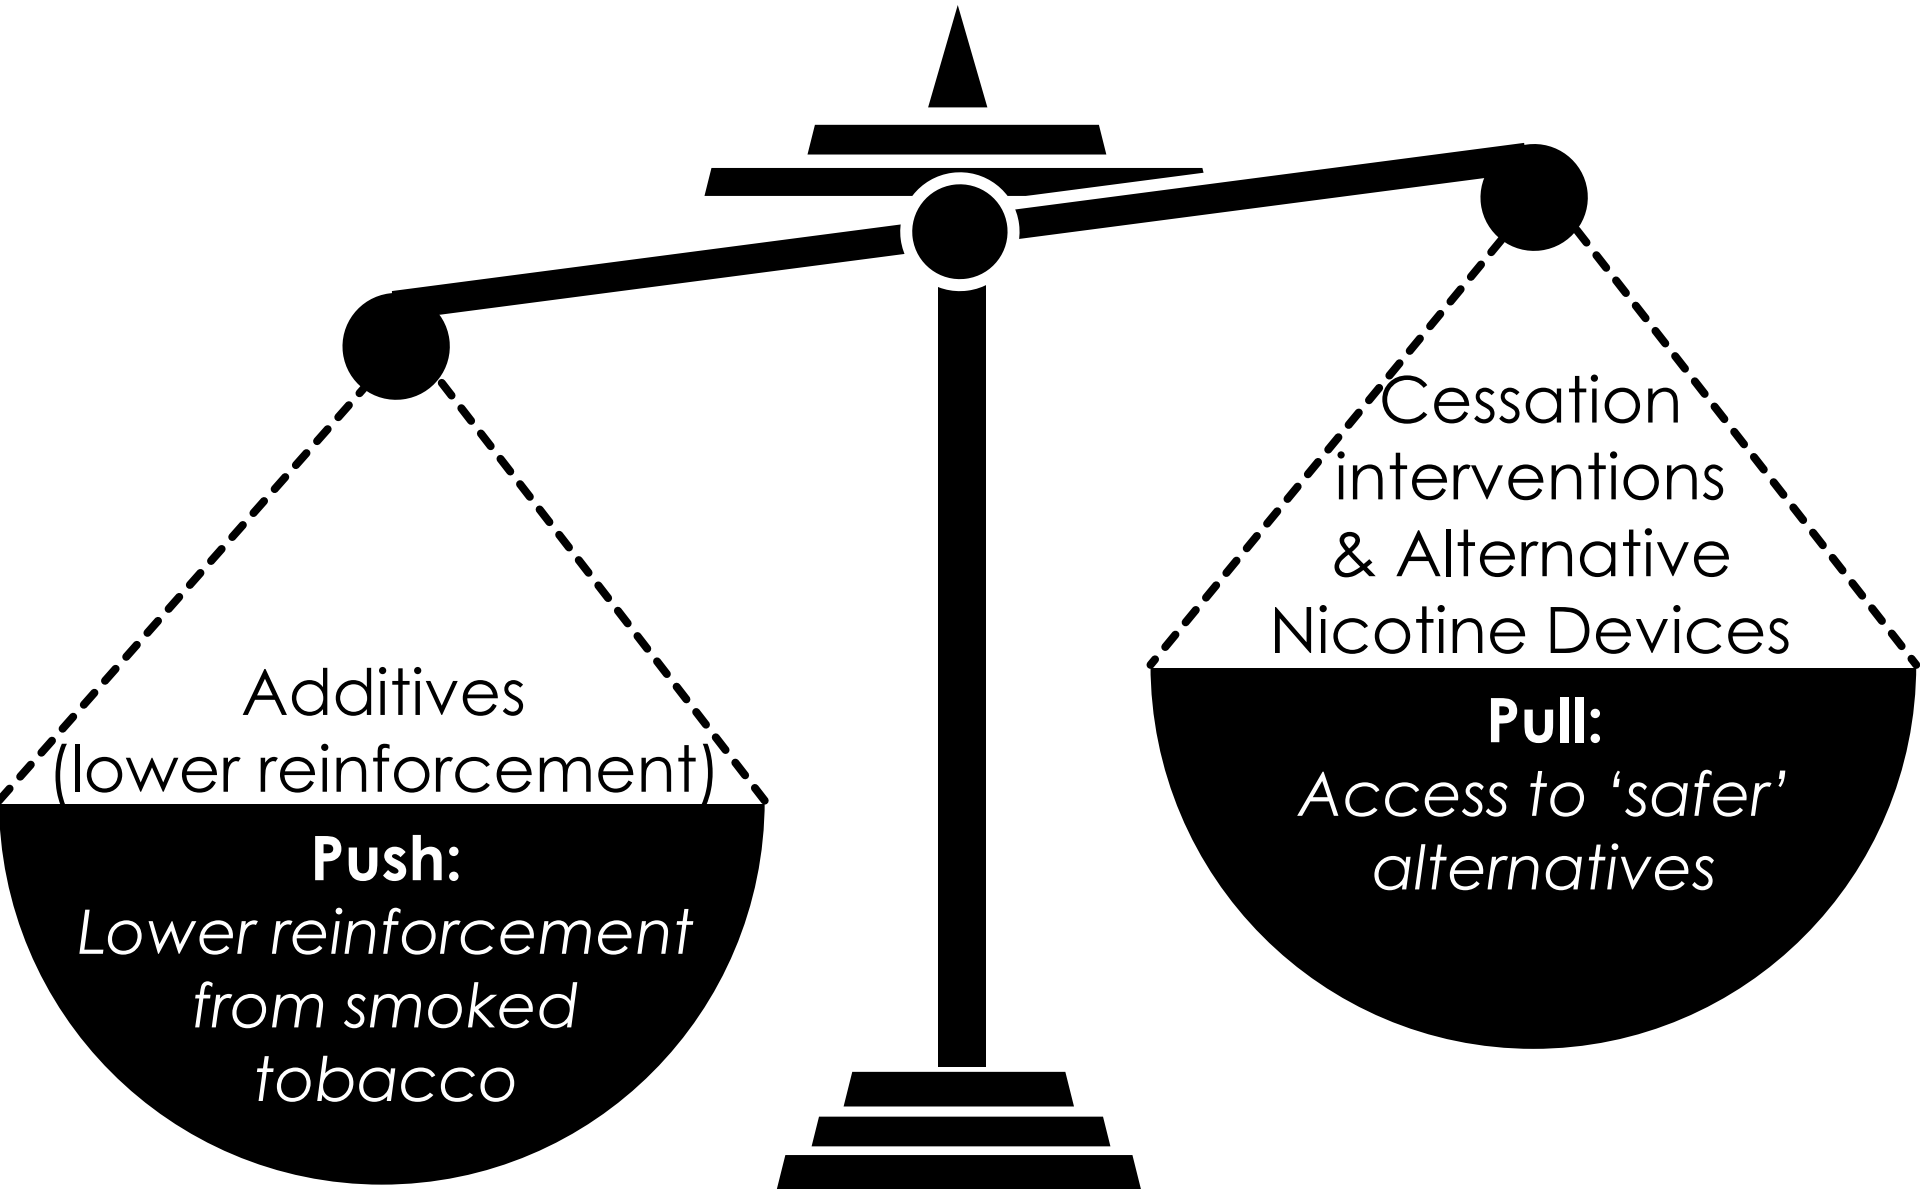 Additives
(lower reinforcement)
Push:
Lower reinforcement
from smoked
tobacco
Cessation
interventions
& Alternative
Nicotine Devices
Pull:
Access to ‘safer’
alternatives